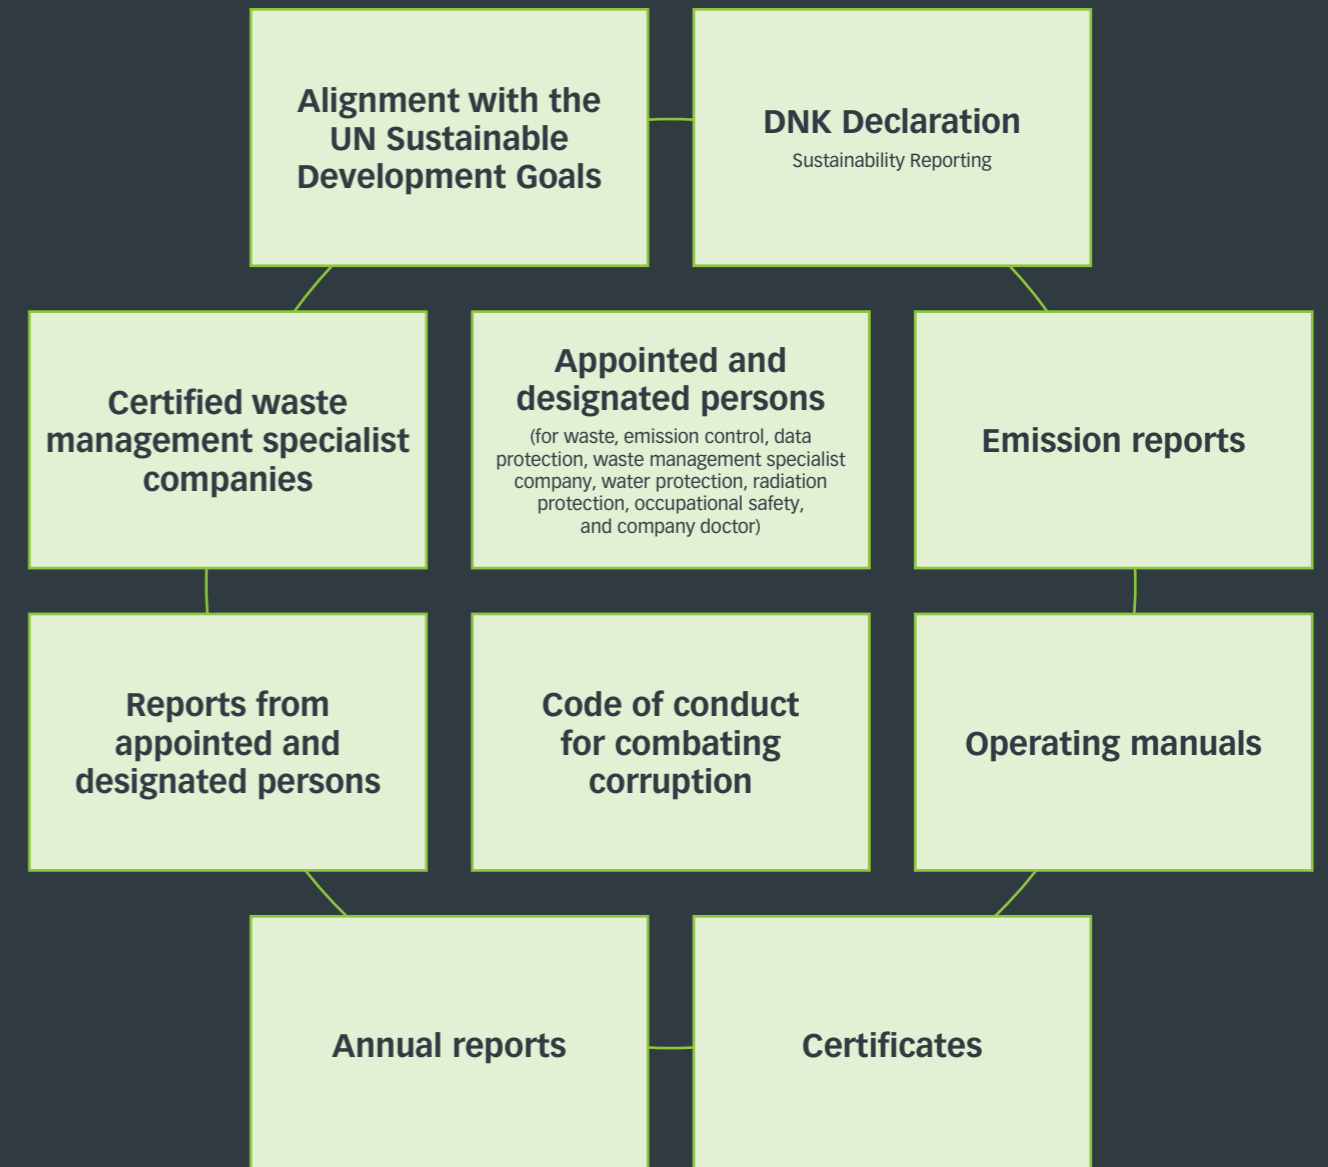 Alignment with the
UN Sustainable
Development Goals
DNK Declaration
Sustainability Reporting
Certified waste
management specialist
companies
Appointed and
designated persons
(for waste, emission control, data
protection, waste management specialist
company, water protection, radiation
protection, occupational safety,
and company doctor)
Emission reports
Reports from
appointed and
designated persons
Code of conduct
for combating
corruption
Operating manuals
Annual reports
Certificates